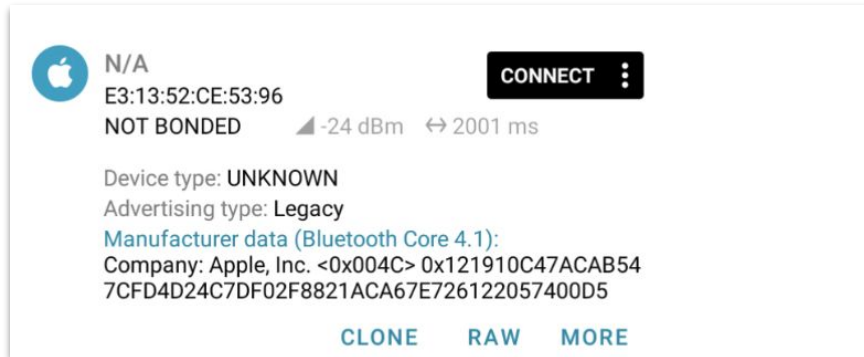 N/A
CONNECT
E3:13:52:CE:53:96
NOT BONDED -24 dBm 2001 ms
Device type: UNKNOWN
Advertising type: Legacy
Manufacturer data (Bluetooth Core 4.1):
Company: Apple, Inc. <0x004C> 0x121910C47ACAB54
7CFD4D24C7DF02F8821ACA67E726122057400D5
CLONE RAW MORE